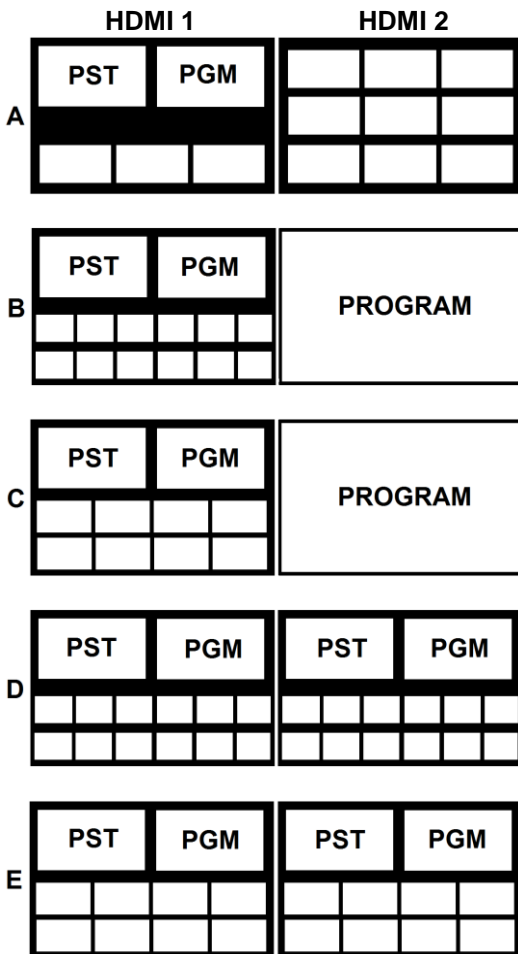 HDMI 1 HDMI 2
A PST PGM
B PST PGM PROGRAM
C PST PGM PROGRAM
D PST PGM PST PGM
E PST PGM PST PGM